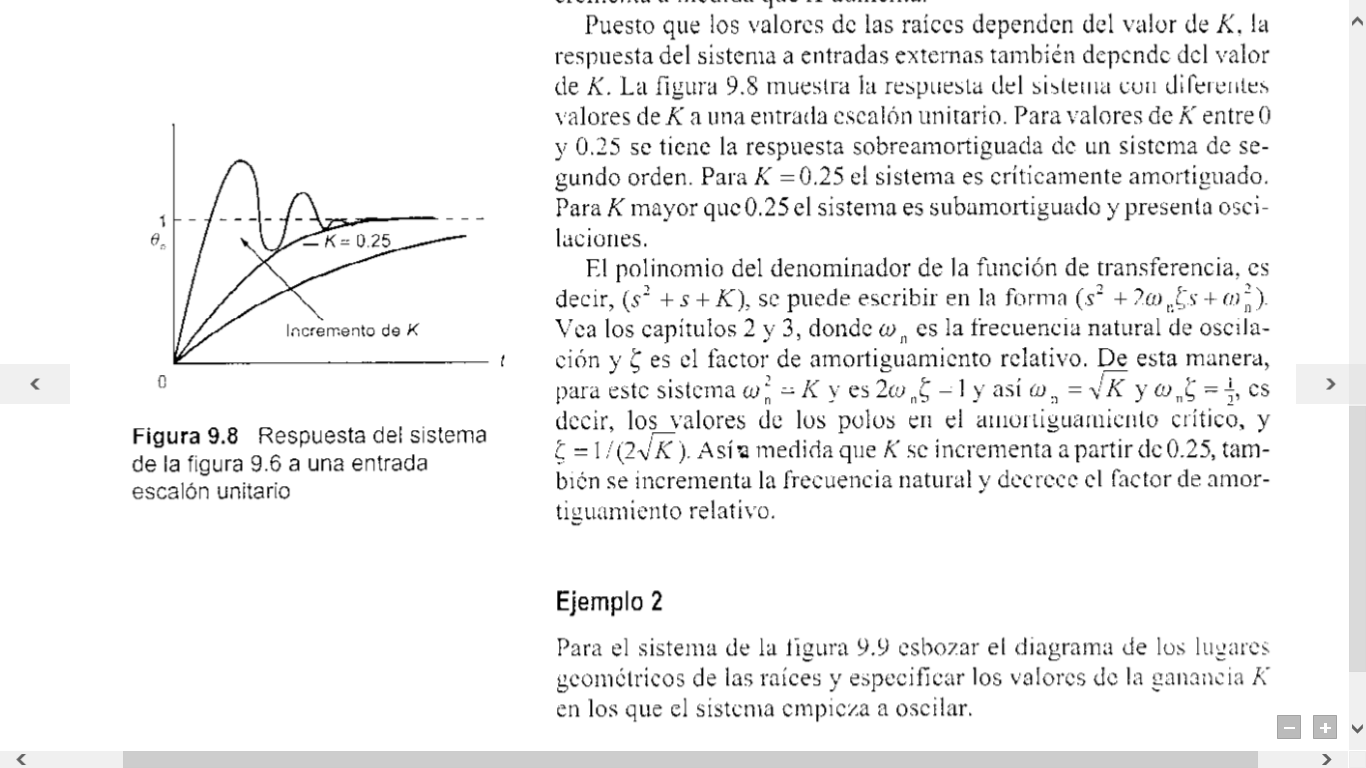 Puesto que los valores de las raíces dependen del valor de K, la
respuesta del sistema a entradas externas también depende del valor
de K. La figura 9.8 muestra la respuesta del sistema con diferentes
valores de K a una entrada escalón unitario. Para valores de K entre 0
y 0.25 se tiene la respuesta sobreamortiguada de un sistema de se-
gundo orden. Para K = 0.25 el sistema es críticamente amortiguado.
Para K mayor que 0.25 el sistema es subamortiguado y presenta osci-
laciones.
El polinomio del denominador de la función de transferencia, es
decir, (s² + s + K), se puede escribir en la forma (s² + 2ωₙζs + ωₙ²).
Vea los capítulos 2 y 3, donde ωₙ es la frecuencia natural de oscila-
ción y ζ es el factor de amortiguamiento relativo. De esta manera,
para este sistema ωₙ² = K y es 2ωₙζ = 1 y así ωₙ = √K y ωₙζ = ½, es
decir, los valores de los polos en el amortiguamiento crítico, y
ζ = 1/(2√K). Así a medida que K se incrementa a partir de 0.25, tam-
bién se incrementa la frecuencia natural y decrece el factor de amor-
tiguamiento relativo.
1
θₒ
K = 0.25
Incremento de K
0
t
Figura 9.8 Respuesta del sistema
de la figura 9.6 a una entrada
escalón unitario
Ejemplo 2
Para el sistema de la figura 9.9 esbozar el diagrama de los lugares
geométricos de las raíces y especificar los valores de la ganancia K
en los que el sistema empieza a oscilar.